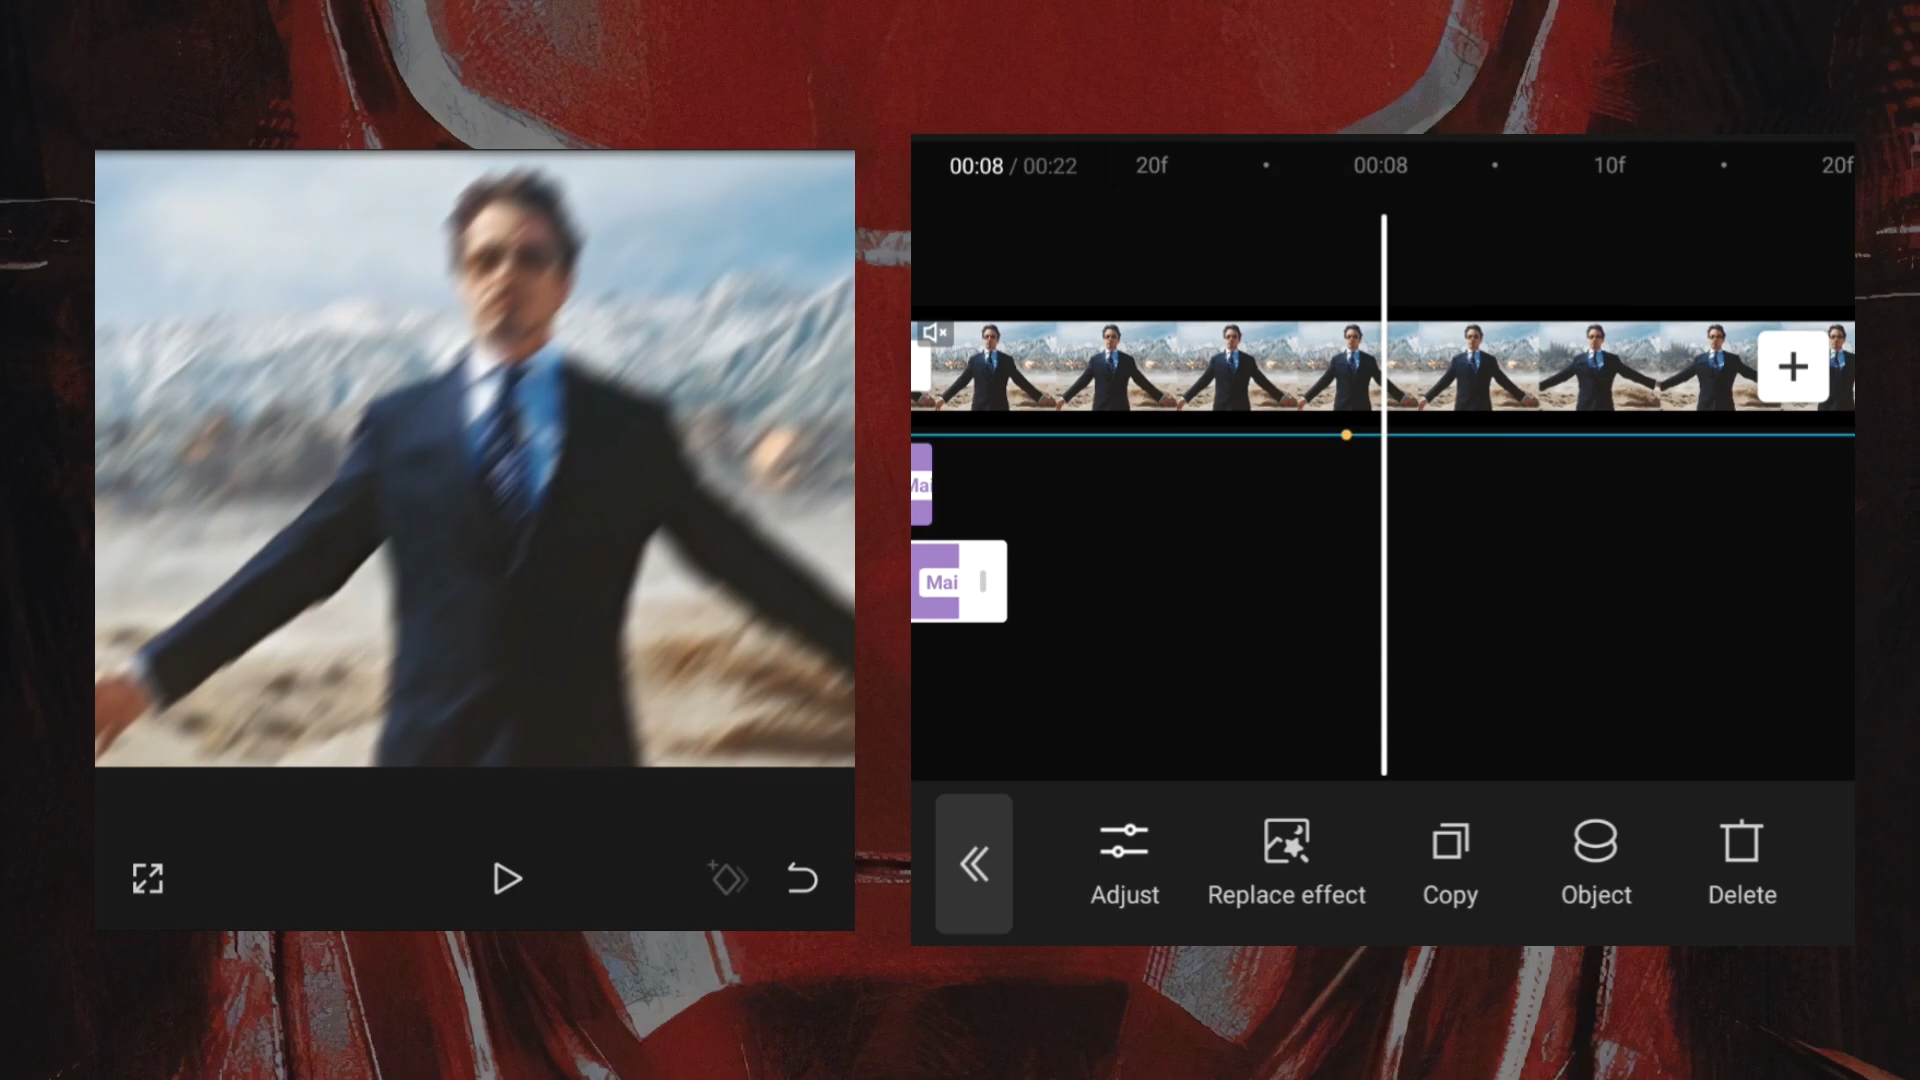 00:08 / 00:22 20f 00:08 10f 20f
Mai
Mai
Adjust Replace effect Copy Object Delete